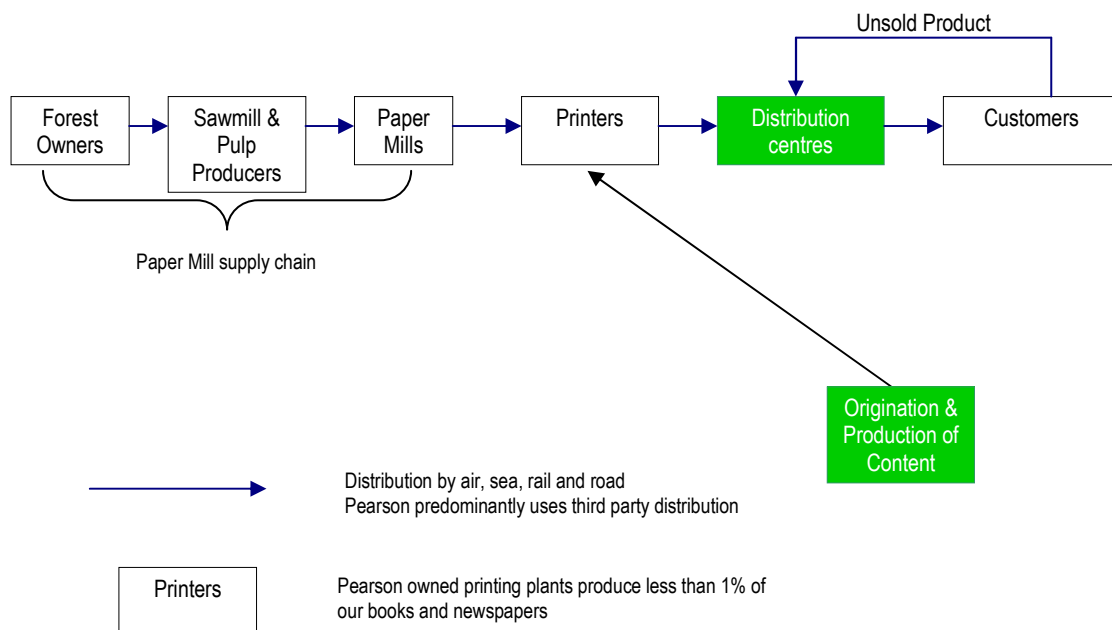 Unsold Product
Forest
Owners
Sawmill &
Pulp
Producers
Paper
Mills
Printers
Distribution
centres
Customers
Paper Mill supply chain
Origination &
Production of
Content
Distribution by air, sea, rail and road
Pearson predominantly uses third party distribution
Printers
Pearson owned printing plants produce less than 1% of
our books and newspapers